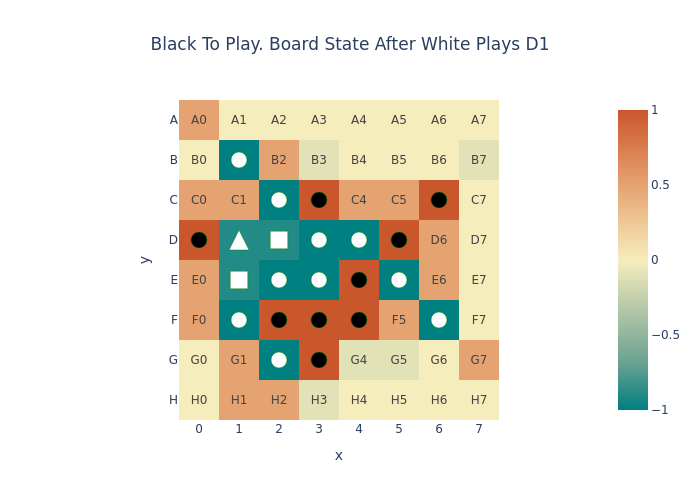 Black To Play. Board State After White Plays D1
A A0 A1 A2 A3 A4 A5 A6 A7
B B0 B2 B3 B4 B5 B6 B7
C C0 C1 C4 C5 C7
D D6 D7
E E0 E6 E7
F F0 F5 F7
G G0 G1 G4 G5 G6 G7
H H0 H1 H2 H3 H4 H5 H6 H7
0 1 2 3 4 5 6 7
x
y
1
0.5
0
−0.5
−1